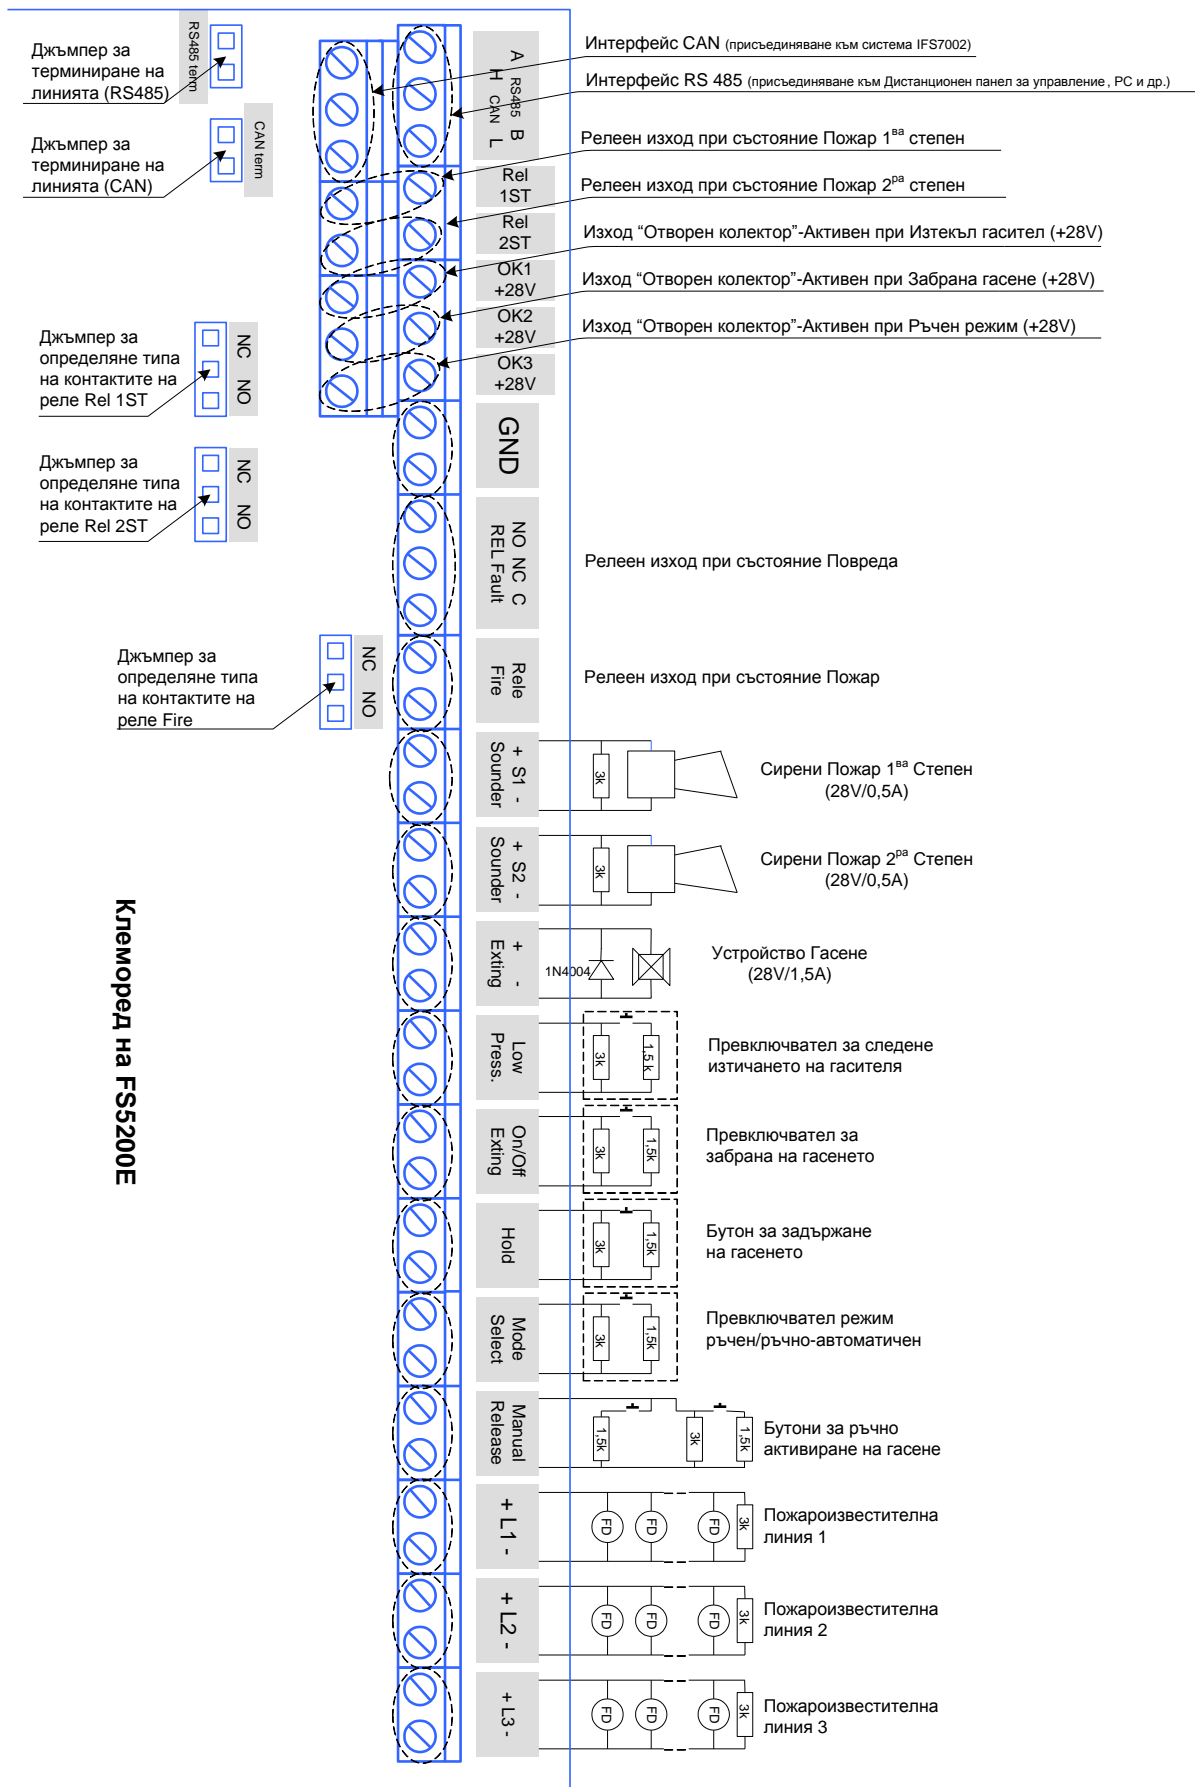 Джъмпер за
терминиране на
линията (RS485)
RS485 term
Джъмпер за
терминиране на
линията (CAN)
CAN term
A RS485 B
H CAN L
Интерфейс CAN (присъединяване към система IFS7002)
Интерфейс RS 485 (присъединяване към Дистанционен панел за управление, PC и др.)
Rel
1ST
Релеен изход при състояние Пожар 1ва степен
Rel
2ST
Релеен изход при състояние Пожар 2ра степен
OK1
+28V
Изход “Отворен колектор”-Активен при Изтекъл гасител (+28V)
OK2
+28V
Изход “Отворен колектор”-Активен при Забрана гасене (+28V)
OK3
+28V
Изход “Отворен колектор”-Активен при Ръчен режим (+28V)
Джъмпер за
определяне типа
на контактите на
реле Rel 1ST
NC NO
GND
Джъмпер за
определяне типа
на контактите на
реле Rel 2ST
NC NO
NO NC C
REL Fault
Релеен изход при състояние Повреда
Джъмпер за
определяне типа
на контактите на
реле Fire
NC NO
Rele
Fire
Релеен изход при състояние Пожар
+ S1 -
Sounder
3k
Сирени Пожар 1ва Степен
(28V/0,5A)
+ S2 -
Sounder
3k
Сирени Пожар 2ра Степен
(28V/0,5A)
Клеморед на FS5200E
+ -
Exting
1N4004
Устройство Гасене
(28V/1,5A)
Low
Press.
3k
1,5 k
Превключвател за следене
изтичането на гасителя
On/Off
Exting
3k
1,5k
Превключвател за
забрана на гасенето
Hold
3k
1,5k
Бутон за задържане
на гасенето
Mode
Select
3k
1,5k
Превключвател режим
ръчен/ръчно-автоматичен
Manual
Release
1,5k
3k
1,5k
Бутони за ръчно
активиране на гасене
+ L1 -
FD
FD
FD
3k
Пожароизвестителна
линия 1
+ L2 -
FD
FD
FD
3k
Пожароизвестителна
линия 2
+ L3 -
FD
FD
FD
3k
Пожароизвестителна
линия 3